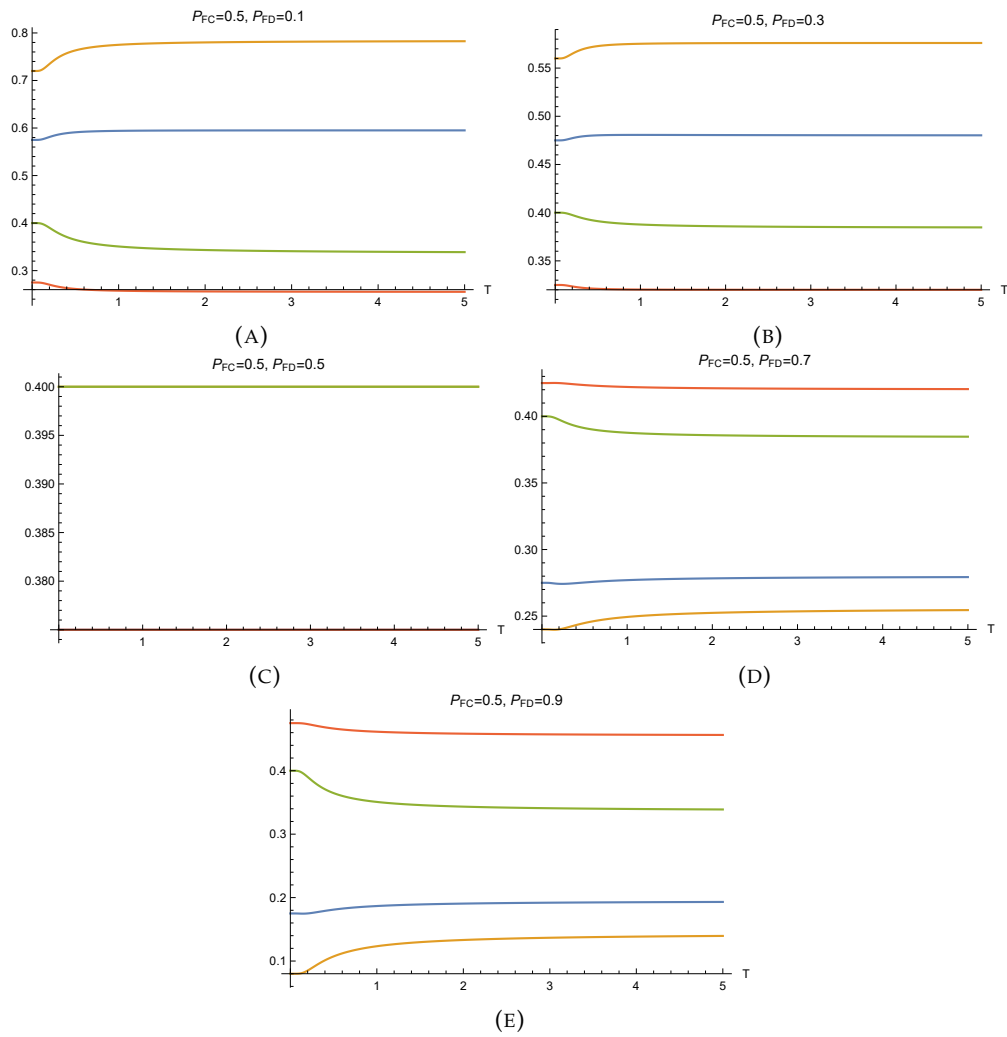 P_FC=0.5, P_FD=0.1
0.8
0.7
0.6
0.5
0.4
0.3
1 2 3 4 5 T
(A)
P_FC=0.5, P_FD=0.3
0.55
0.50
0.45
0.40
0.35
1 2 3 4 5 T
(B)
P_FC=0.5, P_FD=0.5
0.400
0.395
0.390
0.385
0.380
1 2 3 4 5 T
(C)
P_FC=0.5, P_FD=0.7
0.40
0.35
0.30
0.25
1 2 3 4 5 T
(D)
P_FC=0.5, P_FD=0.9
0.4
0.3
0.2
0.1
1 2 3 4 5 T
(E)